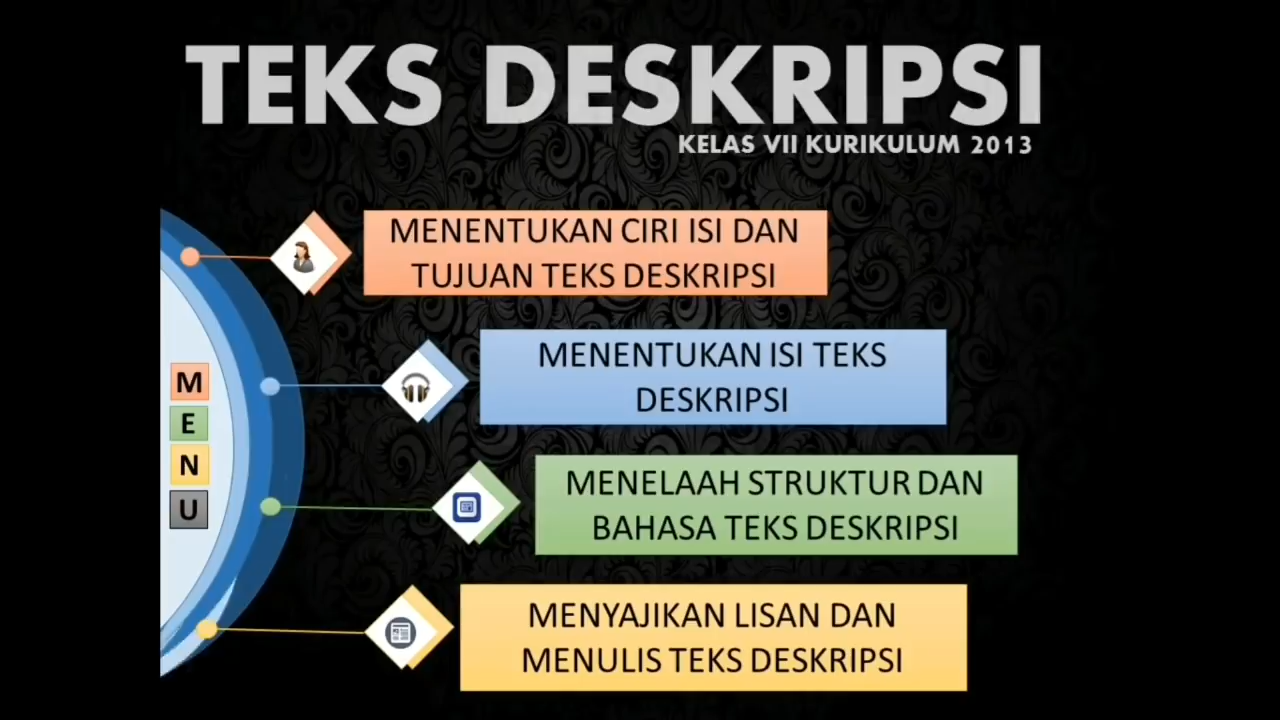 TEKS DESKRIPSI
KELAS VII KURIKULUM 2013
MENENTUKAN CIRI ISI DAN
TUJUAN TEKS DESKRIPSI
MENENTUKAN ISI TEKS
DESKRIPSI
M
E
N
U
MENELAAH STRUKTUR DAN
BAHASA TEKS DESKRIPSI
MENYAJIKAN LISAN DAN
MENULIS TEKS DESKRIPSI